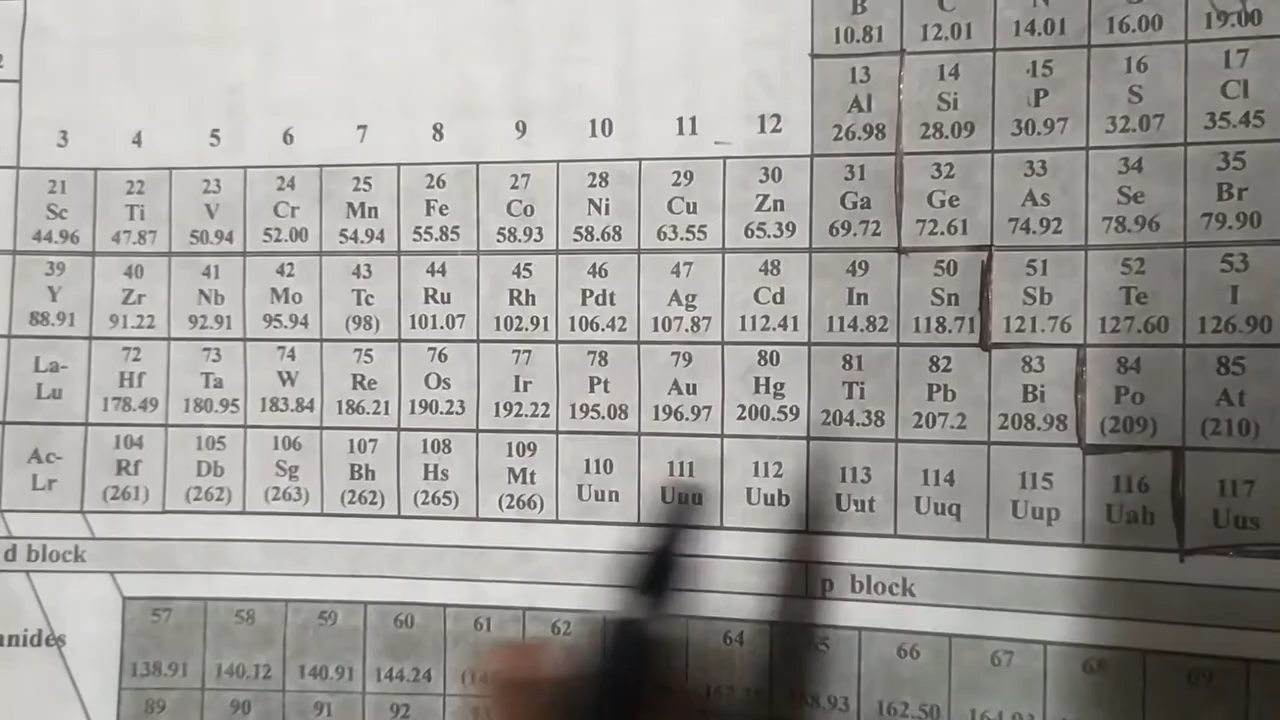 B C N
10.81 12.01 14.01 16.00 19.00
13 14 15 16 17
Al Si P S Cl
26.98 28.09 30.97 32.07 35.45
3 4 5 6 7 8 9 10 11 12
21 22 23 24 25 26 27 28 29 30 31 32 33 34 35
Sc Ti V Cr Mn Fe Co Ni Cu Zn Ga Ge As Se Br
44.96 47.87 50.94 52.00 54.94 55.85 58.93 58.68 63.55 65.39 69.72 72.61 74.92 78.96 79.90
39 40 41 42 43 44 45 46 47 48 49 50 51 52 53
Y Zr Nb Mo Tc Ru Rh Pdt Ag Cd In Sn Sb Te I
88.91 91.22 92.91 95.94 (98) 101.07 102.91 106.42 107.87 112.41 114.82 118.71 121.76 127.60 126.90
La- 72 73 74 75 76 77 78 79 80 81 82 83 84 85
Lu Hf Ta W Re Os Ir Pt Au Hg Ti Pb Bi Po At
178.49 180.95 183.84 186.21 190.23 192.22 195.08 196.97 200.59 204.38 207.2 208.98 (209) (210)
Ac- 104 105 106 107 108 109 110 111 112 113 114 115 116 117
Lr Rf Db Sg Bh Hs Mt Uun Uuu Uub Uut Uuq Uup Uab Uus
(261) (262) (263) (262) (265) (266)
d block
p block
57 58 59 60 61 62 64 66 67 68 69
138.91 140.12 140.91 144.24 162.50
89 90 91 92